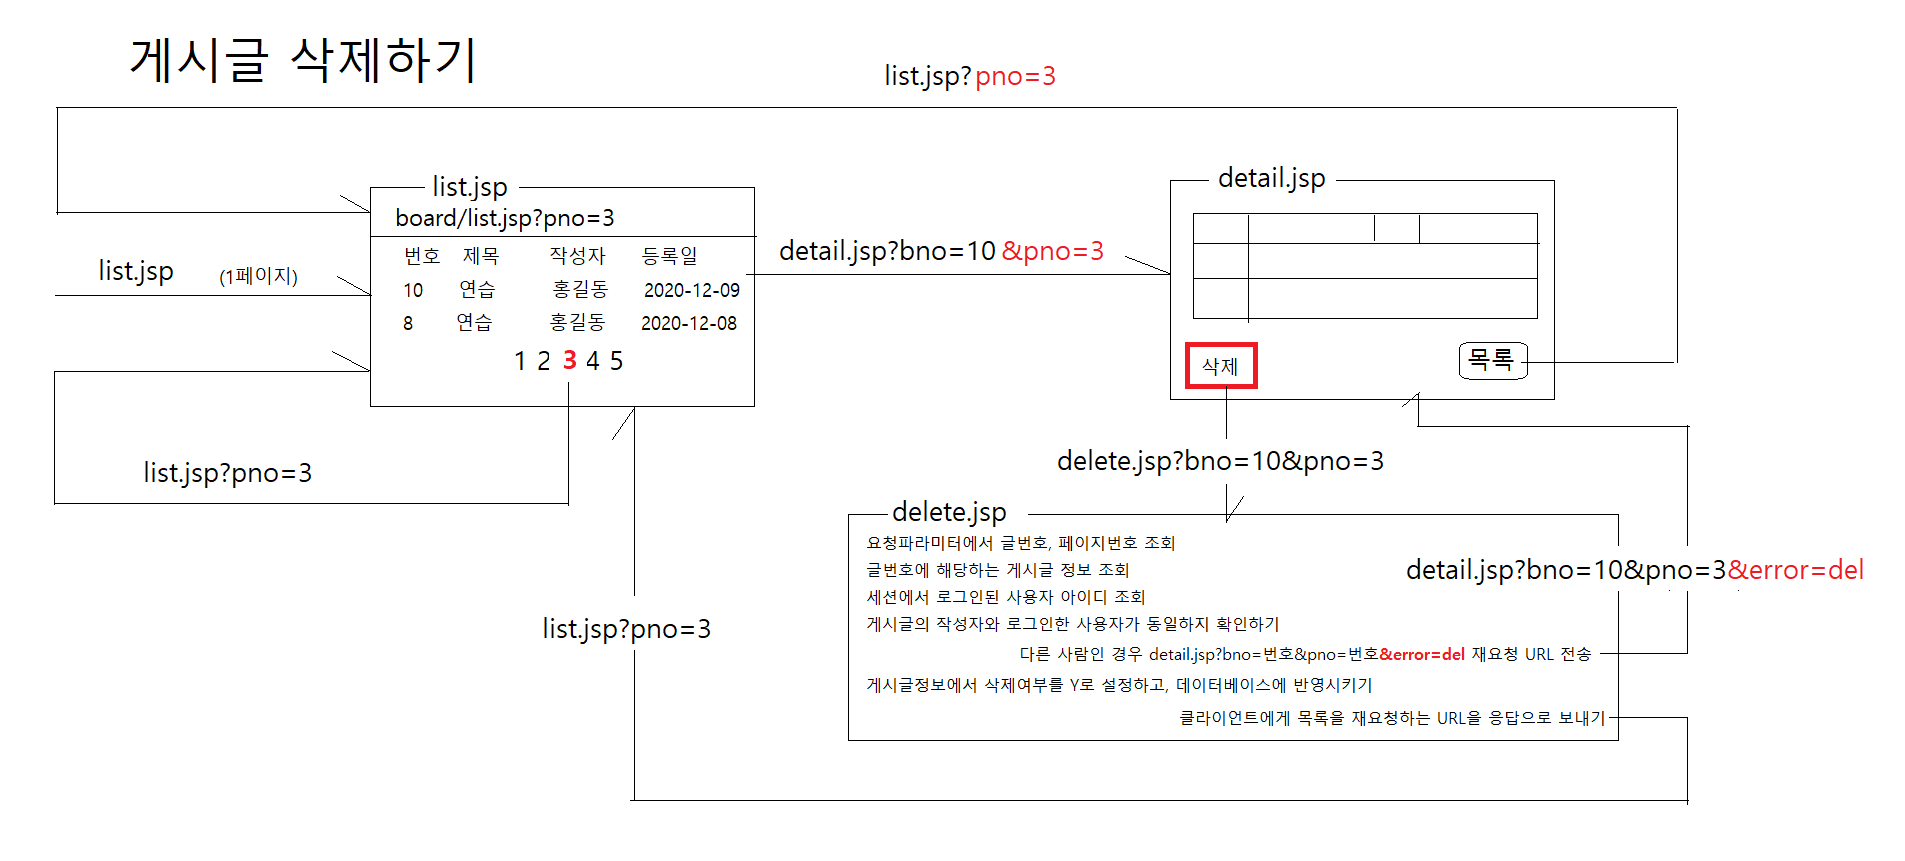 게시글 삭제하기
list.jsp?pno=3
list.jsp
board/list.jsp?pno=3
번호 제목 작성자 등록일
10 연습 홍길동 2020-12-09
8 연습 홍길동 2020-12-08
1 2 3 4 5
list.jsp (1페이지)
list.jsp?pno=3
detail.jsp?bno=10 &pno=3
detail.jsp
삭제
목록
delete.jsp?bno=10&pno=3
delete.jsp
요청파라미터에서 글번호, 페이지번호 조회
글번호에 해당하는 게시글 정보 조회
세션에서 로그인된 사용자 아이디 조회
게시글의 작성자와 로그인한 사용자가 동일하지 확인하기
다른 사람인 경우 detail.jsp?bno=번호&pno=번호&error=del 재요청 URL 전송
게시글정보에서 삭제여부를 Y로 설정하고, 데이터베이스에 반영시키기
클라이언트에게 목록을 재요청하는 URL을 응답으로 보내기
detail.jsp?bno=10&pno=3&error=del
list.jsp?pno=3